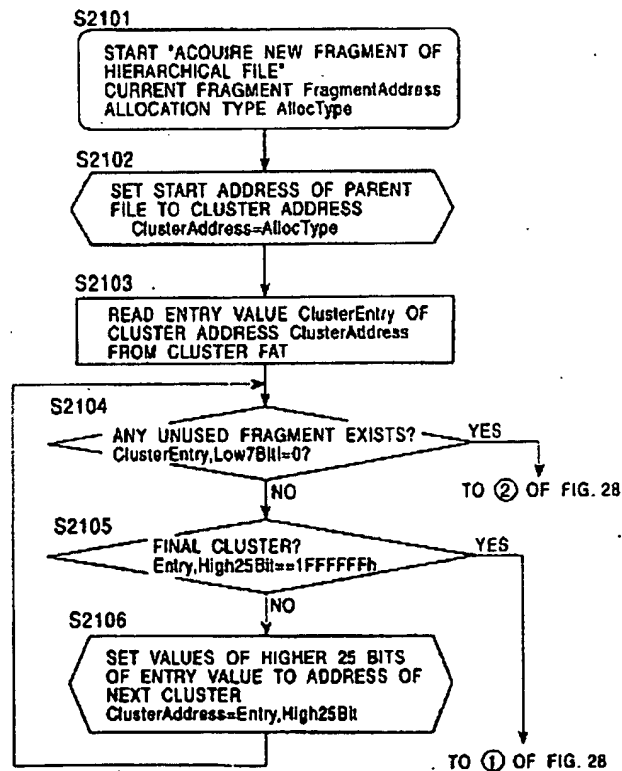 S2101
START "ACQUIRE NEW FRAGMENT OF
HIERARCHICAL FILE"
CURRENT FRAGMENT FragmentAddress
ALLOCATION TYPE AllocType
S2102
SET START ADDRESS OF PARENT
FILE TO CLUSTER ADDRESS
ClusterAddress=AllocType
S2103
READ ENTRY VALUE ClusterEntry OF
CLUSTER ADDRESS ClusterAddress
FROM CLUSTER FAT
S2104
ANY UNUSED FRAGMENT EXISTS?
ClusterEntry,Low7Bit!=0?
YES
TO ② OF FIG. 28
NO
S2105
FINAL CLUSTER?
Entry,High25Bit==1FFFFFFh
YES
NO
S2106
SET VALUES OF HIGHER 25 BITS
OF ENTRY VALUE TO ADDRESS OF
NEXT CLUSTER
ClusterAddress=Entry,High25Bit
TO ① OF FIG. 28